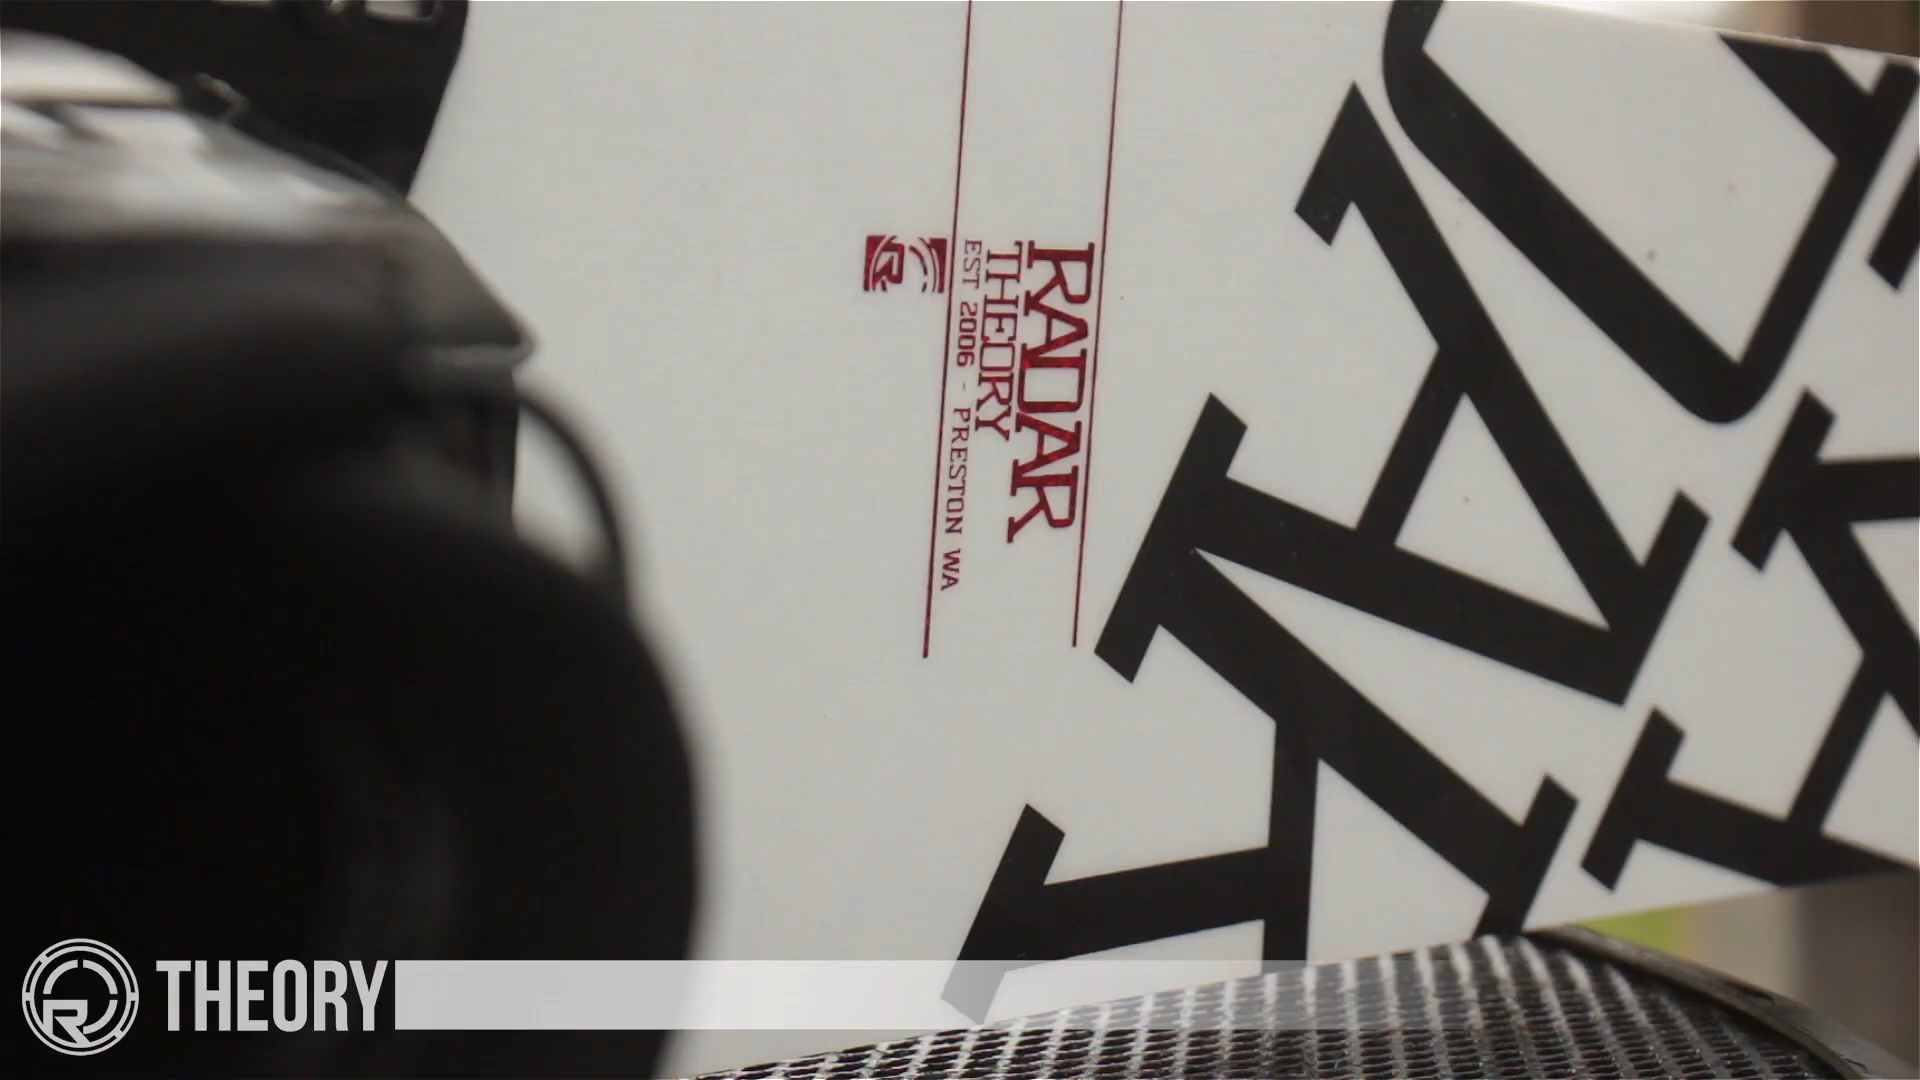 RADAR
THEORY
EST 2006 - PRESTON WA
R
R THEORY